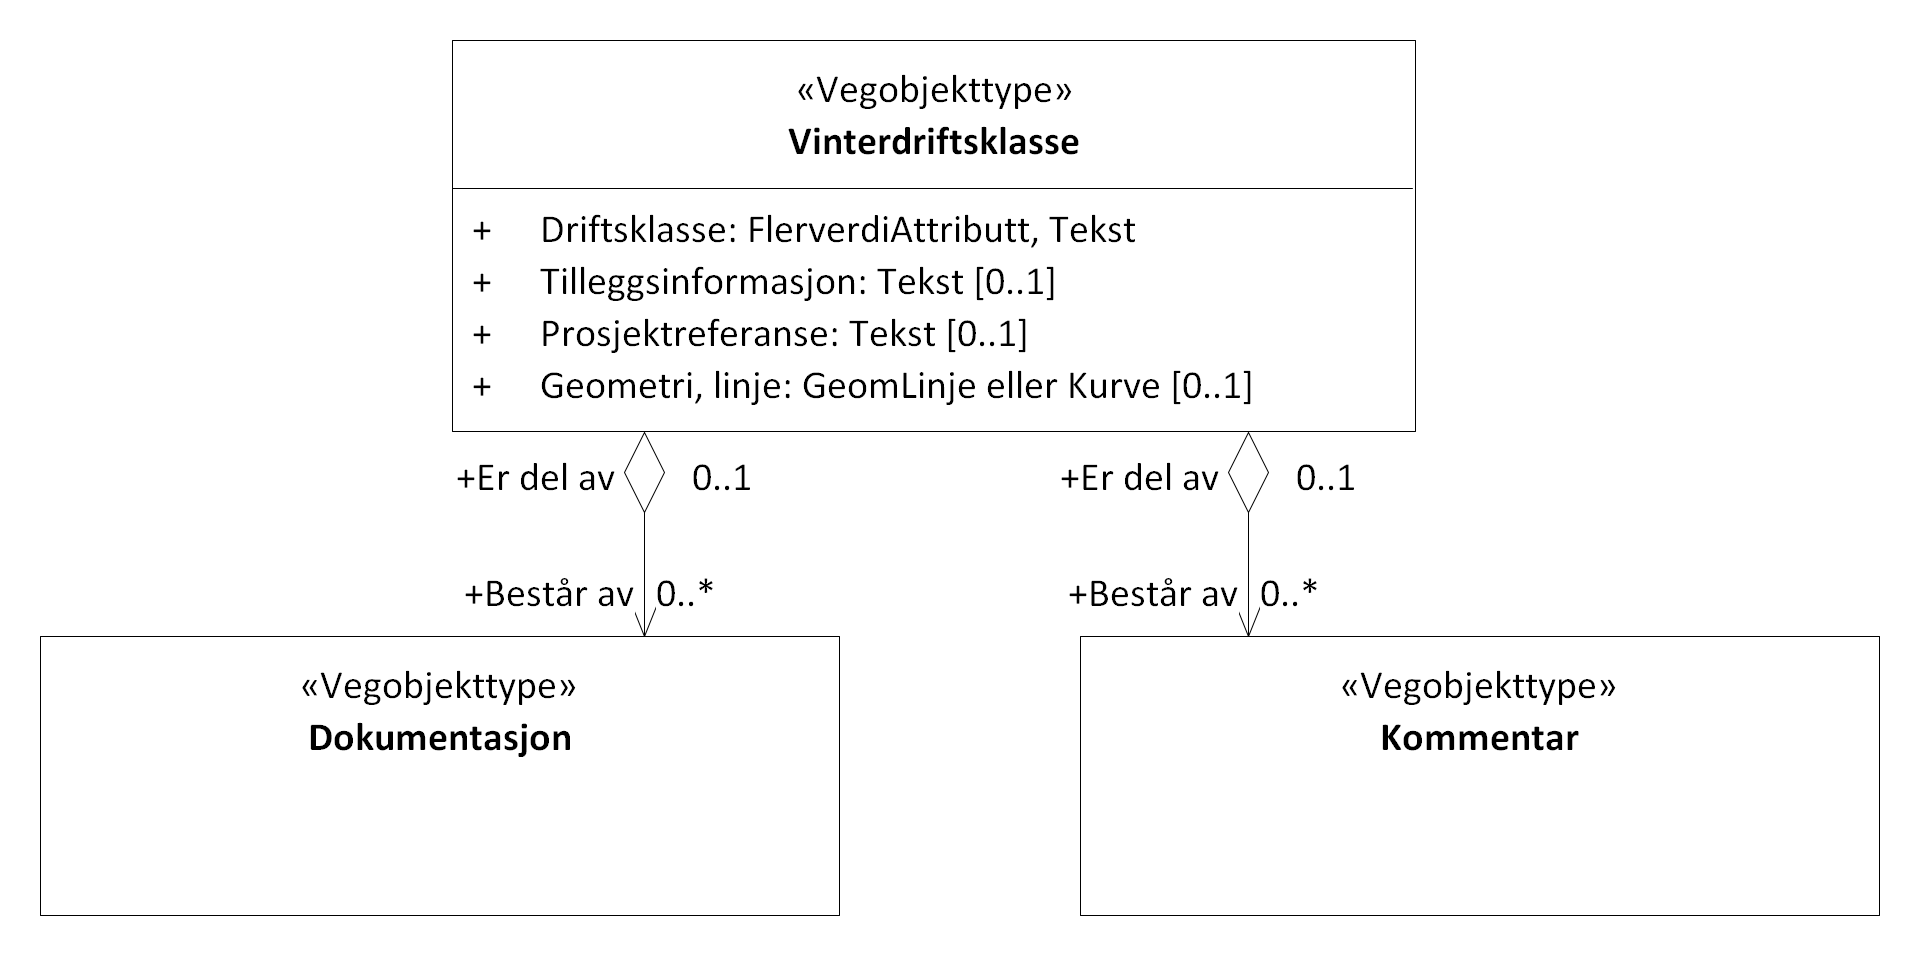 «Vegobjekttype»
Vinterdriftsklasse
+ Driftsklasse: FlerverdiAttributt, Tekst
+ Tilleggsinformasjon: Tekst [0..1]
+ Prosjektreferanse: Tekst [0..1]
+ Geometri, linje: GeomLinje eller Kurve [0..1]
+Er del av 0..1
+Er del av 0..1
+Består av 0..*
+Består av 0..*
«Vegobjekttype»
Dokumentasjon
«Vegobjekttype»
Kommentar